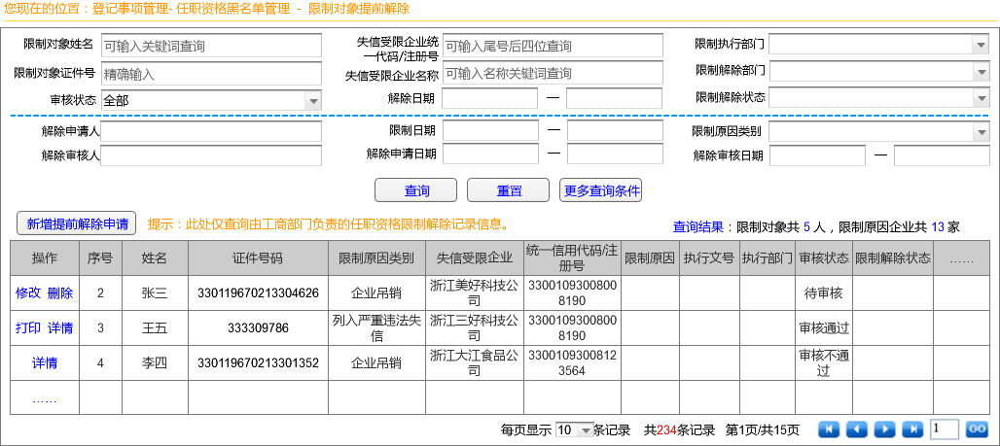 您现在的位置：登记事项管理- 任职资格黑名单管理 - 限制对象提前解除
限制对象姓名 可输入关键词查询 失信受限企业统一代码/注册号 可输入尾号后四位查询 限制执行部门
限制对象证件号 精确输入 失信受限企业名称 可输入名称关键词查询 限制解除部门
审核状态 全部 解除日期 — 限制解除状态
解除申请人 限制日期 — 限制原因类别
解除审核人 解除申请日期 — 解除审核日期 —
查询 重置 更多查询条件
新增提前解除申请 提示：此处仅查询由工商部门负责的任职资格限制解除记录信息。 查询结果：限制对象共 5 人，限制原因企业共 13 家
操作 序号 姓名 证件号码 限制原因类别 失信受限企业 统一信用代码/注册号 限制原因 执行文号 执行部门 审核状态 限制解除状态 ……
修改 删除 2 张三 330119670213304626 企业吊销 浙江美好科技公司 33001093008008190 待审核
打印 详情 3 王五 333309786 列入严重违法失信 浙江三好科技公司 33001093008008190 审核通过
详情 4 李四 330119670213301352 企业吊销 浙江大江食品公司 33001093008123564 审核不通过
……
每页显示 10 条记录 共234条记录 第1页/共15页 1 GO